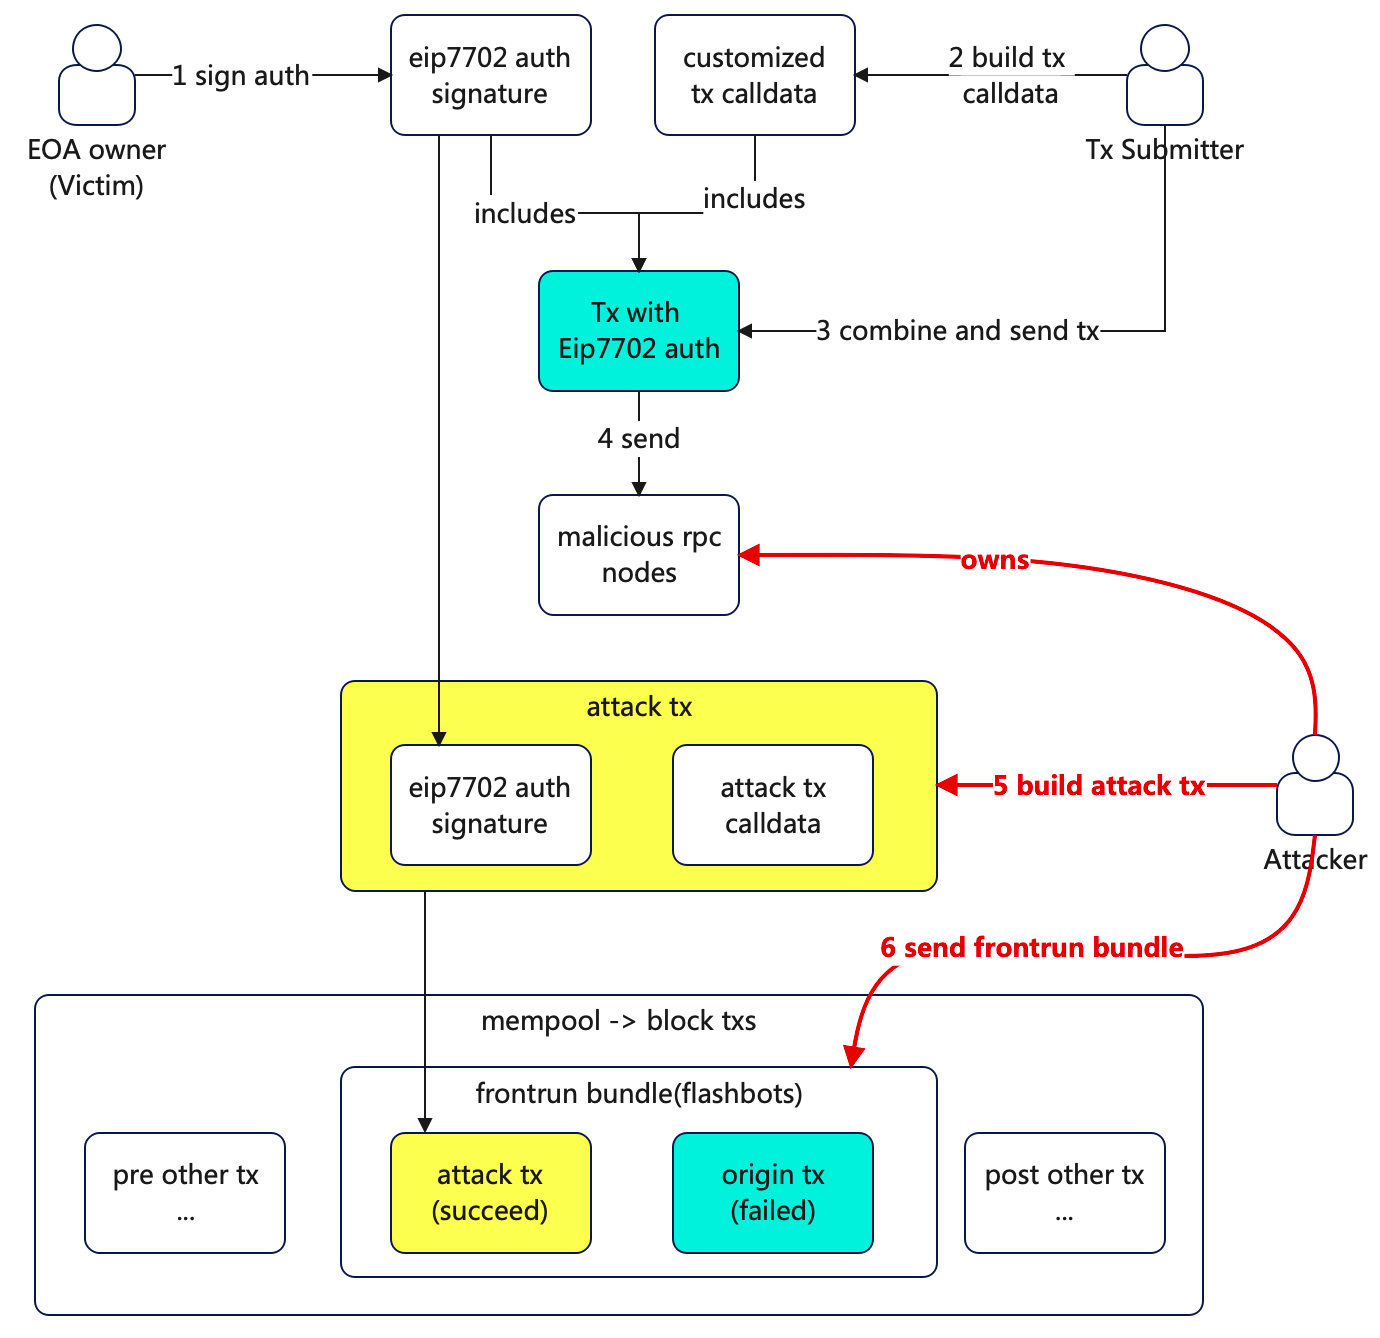 1 sign auth
eip7702 auth
signature
customized
tx calldata
2 build tx
calldata
EOA owner
(Victim)
Tx Submitter
includes
includes
Tx with
Eip7702 auth
3 combine and send tx
4 send
malicious rpc
nodes
owns
attack tx
eip7702 auth
signature
attack tx
calldata
5 build attack tx
Attacker
6 send frontrun bundle
mempool -> block txs
frontrun bundle(flashbots)
pre other tx
...
attack tx
(succeed)
origin tx
(failed)
post other tx
...